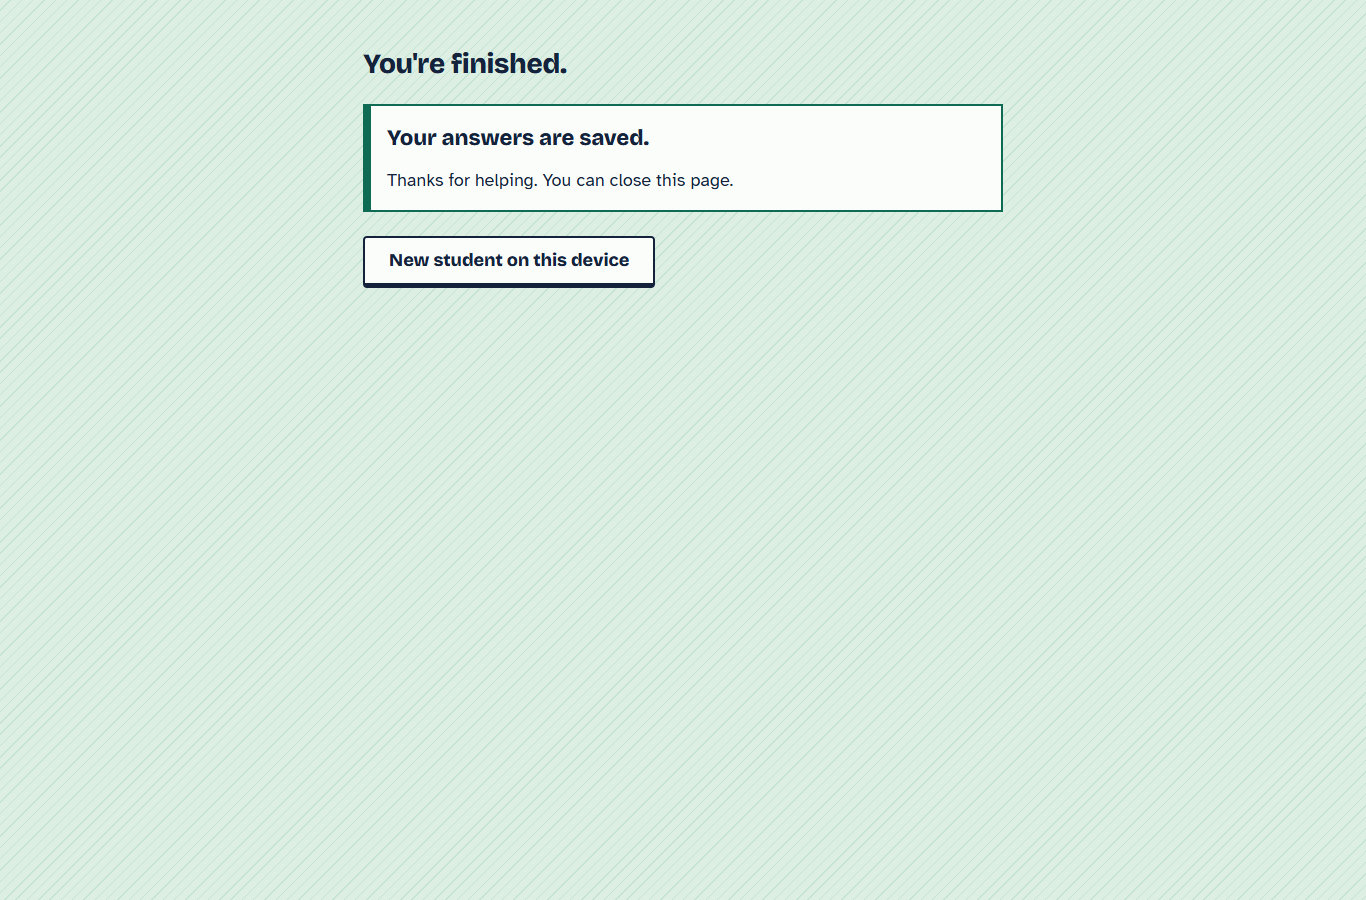 You're finished.
Your answers are saved.
Thanks for helping. You can close this page.
New student on this device